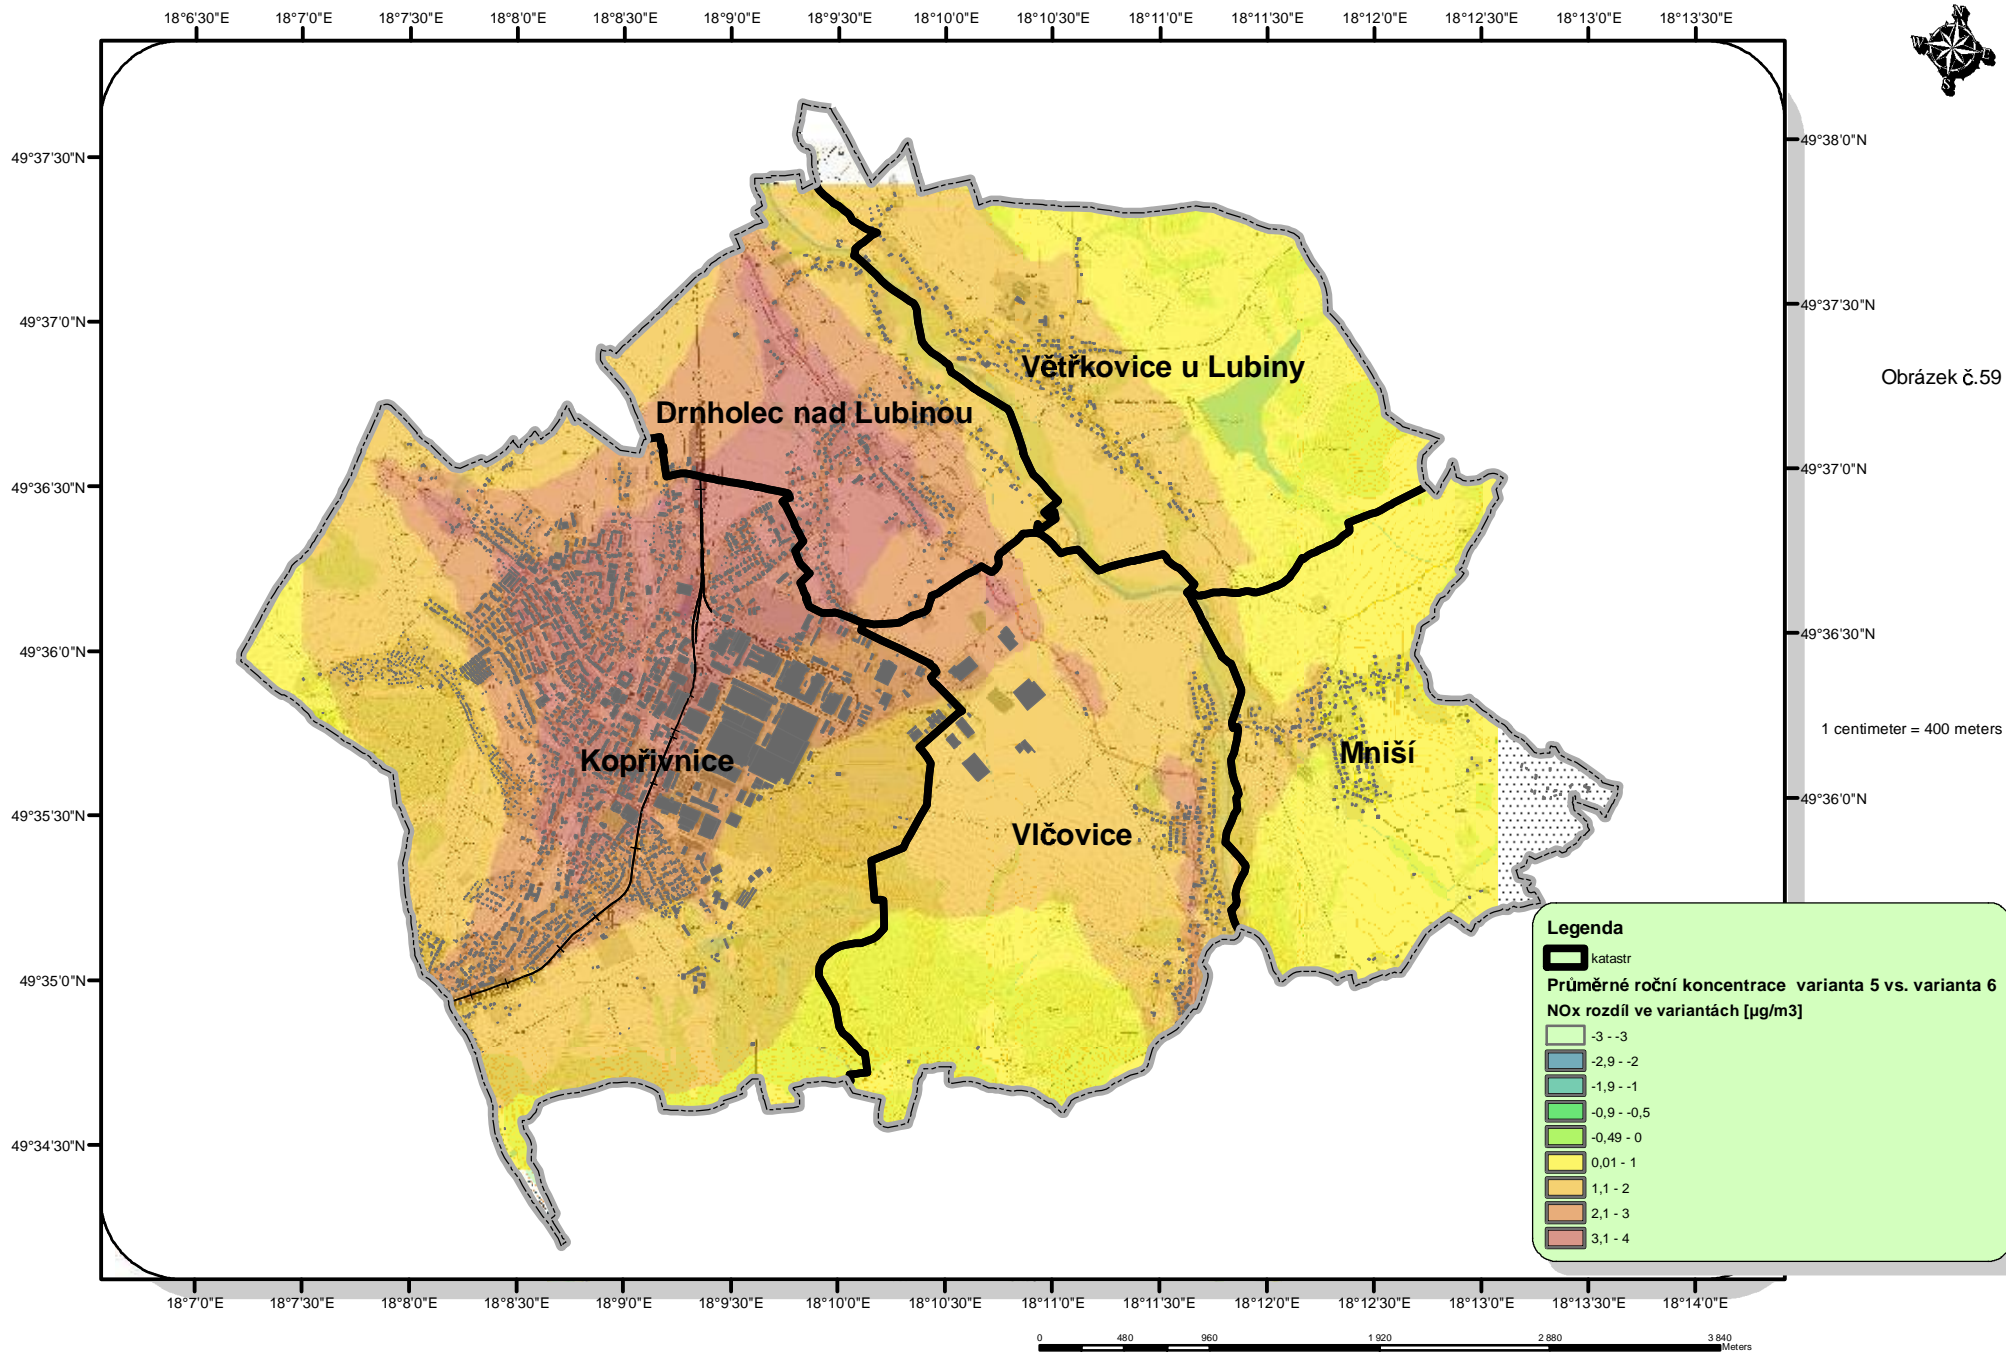 18°6'30"E 18°7'0"E 18°7'30"E 18°8'0"E 18°8'30"E 18°9'0"E 18°9'30"E 18°10'0"E 18°10'30"E 18°11'0"E 18°11'30"E 18°12'0"E 18°12'30"E 18°13'0"E 18°13'30"E
49°37'30"N
49°37'0"N
49°36'30"N
49°36'0"N
49°35'30"N
49°35'0"N
49°34'30"N
49°38'0"N
49°37'30"N
49°37'0"N
49°36'30"N
49°36'0"N
Obrázek č.59
1 centimeter = 400 meters
Větřkovice u Lubiny
Drnholec nad Lubinou
Kopřivnice
Mniší
Vlčovice
Legenda
katastr
Průměrné roční koncentrace varianta 5 vs. varianta 6
NOx rozdíl ve variantách [µg/m3]
-3 - -3
-2,9 - -2
-1,9 - -1
-0,9 - -0,5
-0,49 - 0
0,01 - 1
1,1 - 2
2,1 - 3
3,1 - 4
18°7'0"E 18°7'30"E 18°8'0"E 18°8'30"E 18°9'0"E 18°9'30"E 18°10'0"E 18°10'30"E 18°11'0"E 18°11'30"E 18°12'0"E 18°12'30"E 18°13'0"E 18°13'30"E 18°14'0"E
0 480 960 1 920 2 880 3 840
Meters